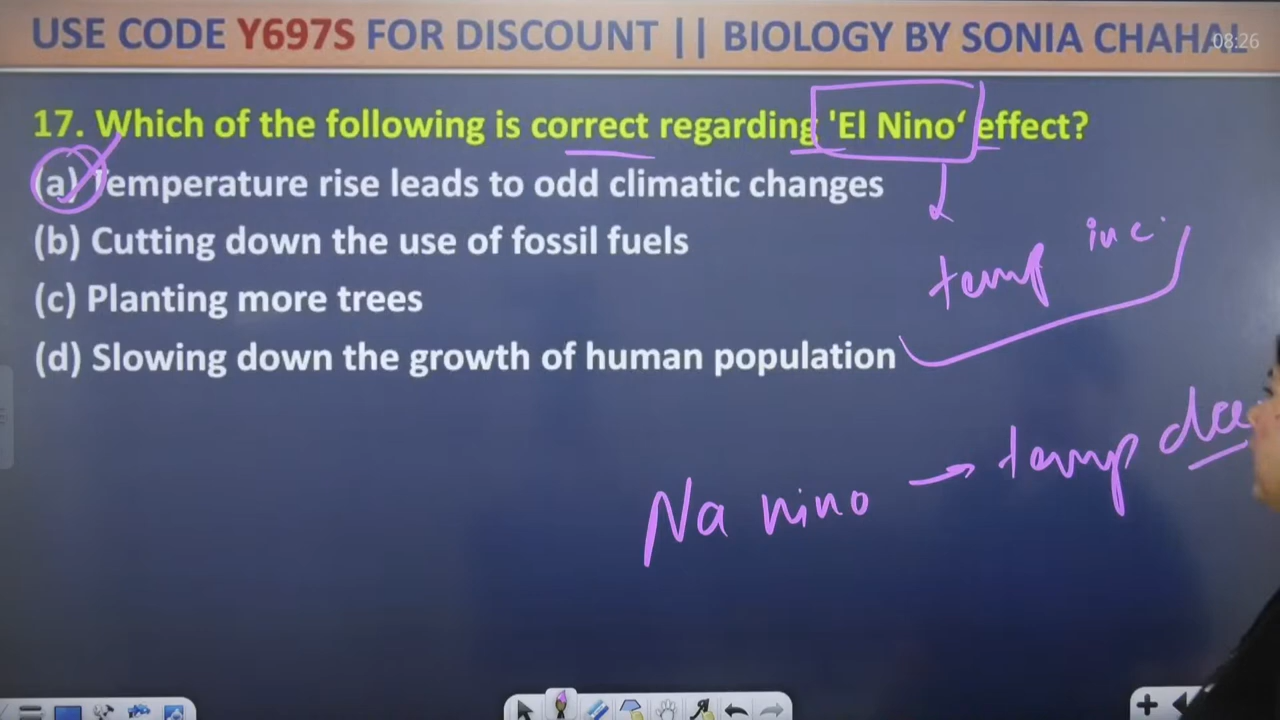 USE CODE Y697S FOR DISCOUNT || BIOLOGY BY SONIA CHAHAL
08:26
17. Which of the following is correct regarding 'El Nino‘ effect?
(a) Temperature rise leads to odd climatic changes
(b) Cutting down the use of fossil fuels
(c) Planting more trees
(d) Slowing down the growth of human population
temp inc.
Na nino → temp dec